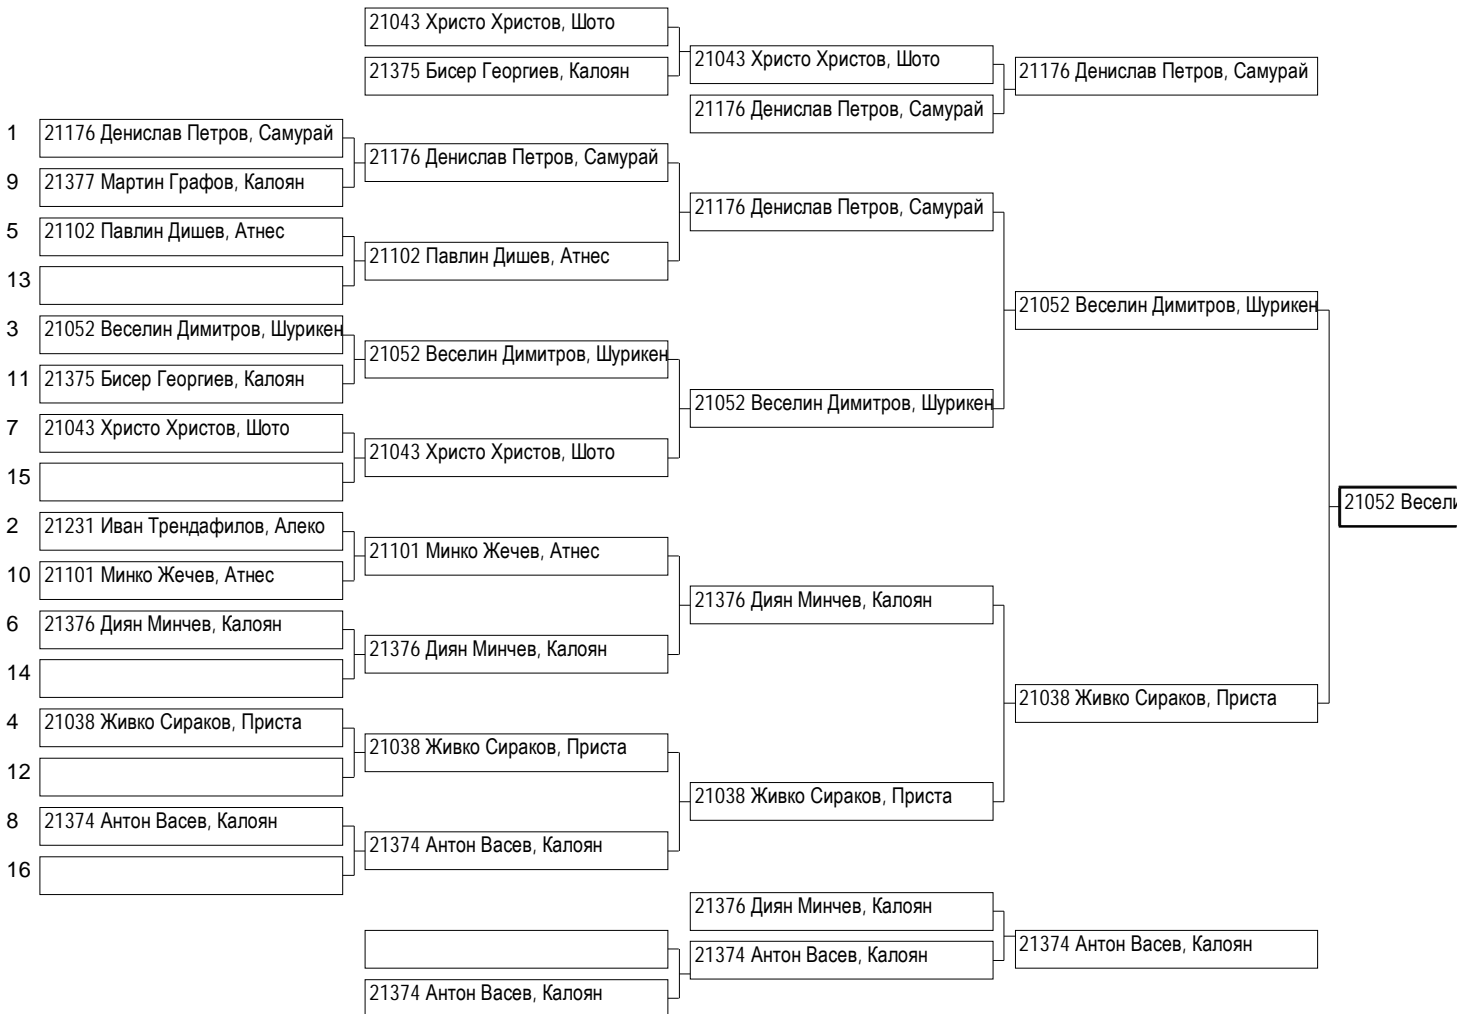 21043 Христо Христов, Шото
21375 Бисер Георгиев, Калоян
21043 Христо Христов, Шото
21176 Денислав Петров, Самурай
21176 Денислав Петров, Самурай
1 21176 Денислав Петров, Самурай
9 21377 Мартин Графов, Калоян
21176 Денислав Петров, Самурай
5 21102 Павлин Дишев, Атнес
13
21102 Павлин Дишев, Атнес
21176 Денислав Петров, Самурай
3 21052 Веселин Димитров, Шурикен
11 21375 Бисер Георгиев, Калоян
21052 Веселин Димитров, Шурикен
7 21043 Христо Христов, Шото
15
21043 Христо Христов, Шото
21052 Веселин Димитров, Шурикен
21052 Веселин Димитров, Шурикен
2 21231 Иван Трендафилов, Алеко
10 21101 Минко Жечев, Атнес
21101 Минко Жечев, Атнес
6 21376 Диян Минчев, Калоян
14
21376 Диян Минчев, Калоян
21376 Диян Минчев, Калоян
4 21038 Живко Сираков, Приста
12
21038 Живко Сираков, Приста
8 21374 Антон Васев, Калоян
16
21374 Антон Васев, Калоян
21038 Живко Сираков, Приста
21038 Живко Сираков, Приста
21052
21376 Диян Минчев, Калоян
21374 Антон Васев, Калоян
21374 Антон Васев, Калоян
21374 Антон Васев, Калоян